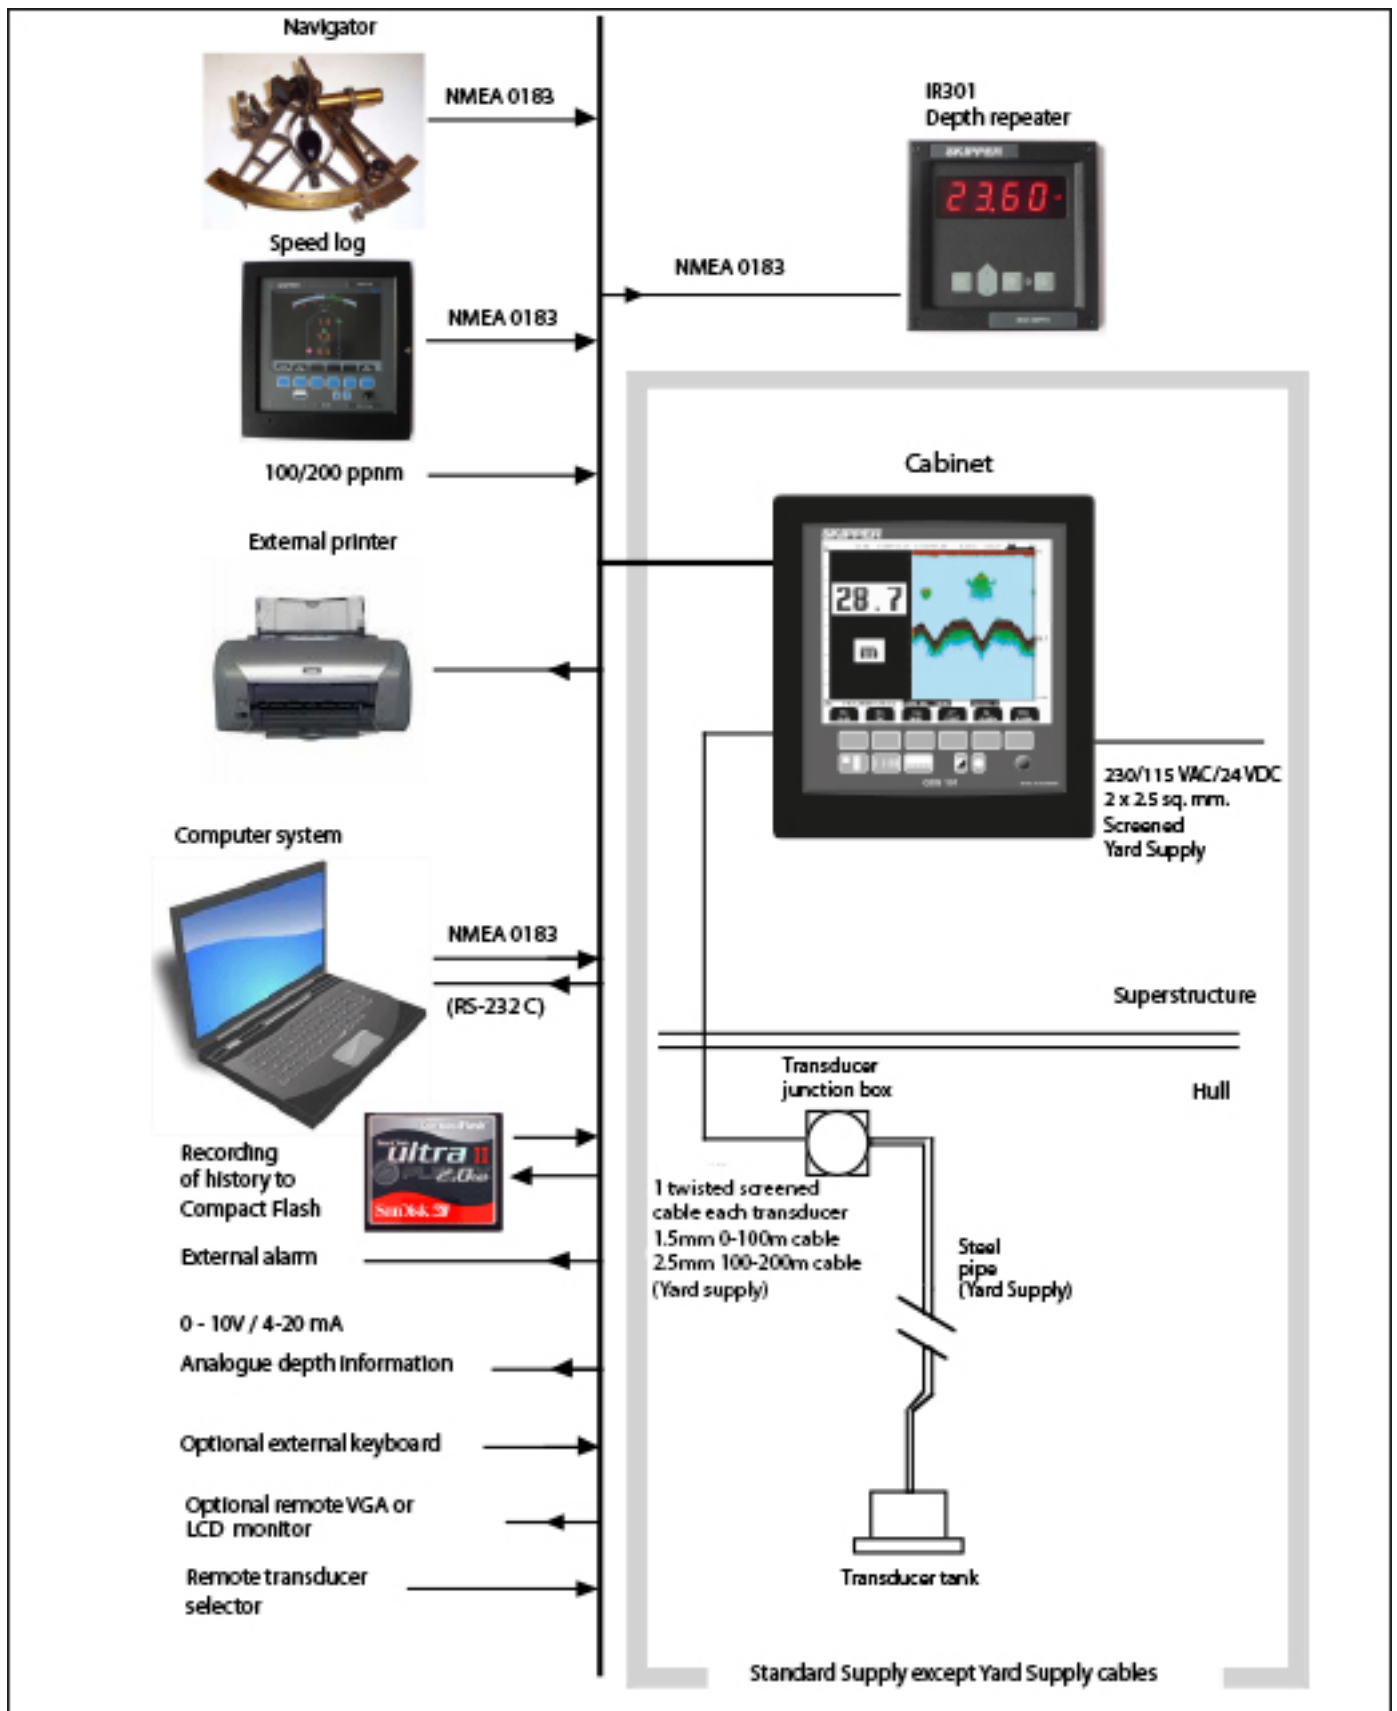 Navigator
NMEA 0183
IR301
Depth repeater
SKIPPER
23.60
Speed log
NMEA 0183
NMEA 0183
100/200 ppnm
Cabinet
External printer
SKIPPER
28.7
m
230/115 VAC/24 VDC
2 x 2.5 sq. mm.
Screened
Yard Supply
Computer system
NMEA 0183
(RS-232 C)
Superstructure
Transducer
junction box
Hull
Recording
of history to
Compact Flash
ultra II
2.0GB
SanDisk
1 twisted screened
cable each transducer
1.5mm 0-100m cable
2.5mm 100-200m cable
(Yard supply)
Steel
pipe
(Yard Supply)
External alarm
0 - 10V / 4-20 mA
Analogue depth information
Optional external keyboard
Optional remote VGA or
LCD monitor
Remote transducer
selector
Transducer tank
Standard Supply except Yard Supply cables